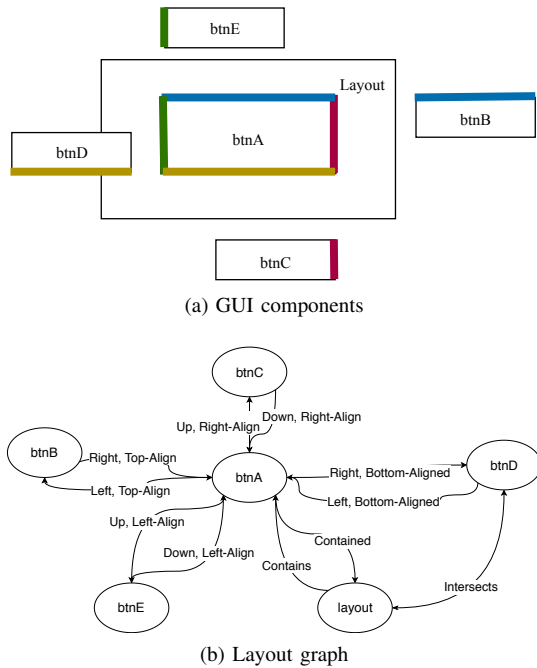 btnE
Layout
btnA
btnB
btnD
btnC
(a) GUI components
btnC
Up, Right-Align
Down, Right-Align
btnB
Right, Top-Align
btnA
Right, Bottom-Aligned
btnD
Left, Top-Align
Left, Bottom-Aligned
Up, Left-Align
Down, Left-Align
Contained
Contains
Intersects
btnE
layout
(b) Layout graph